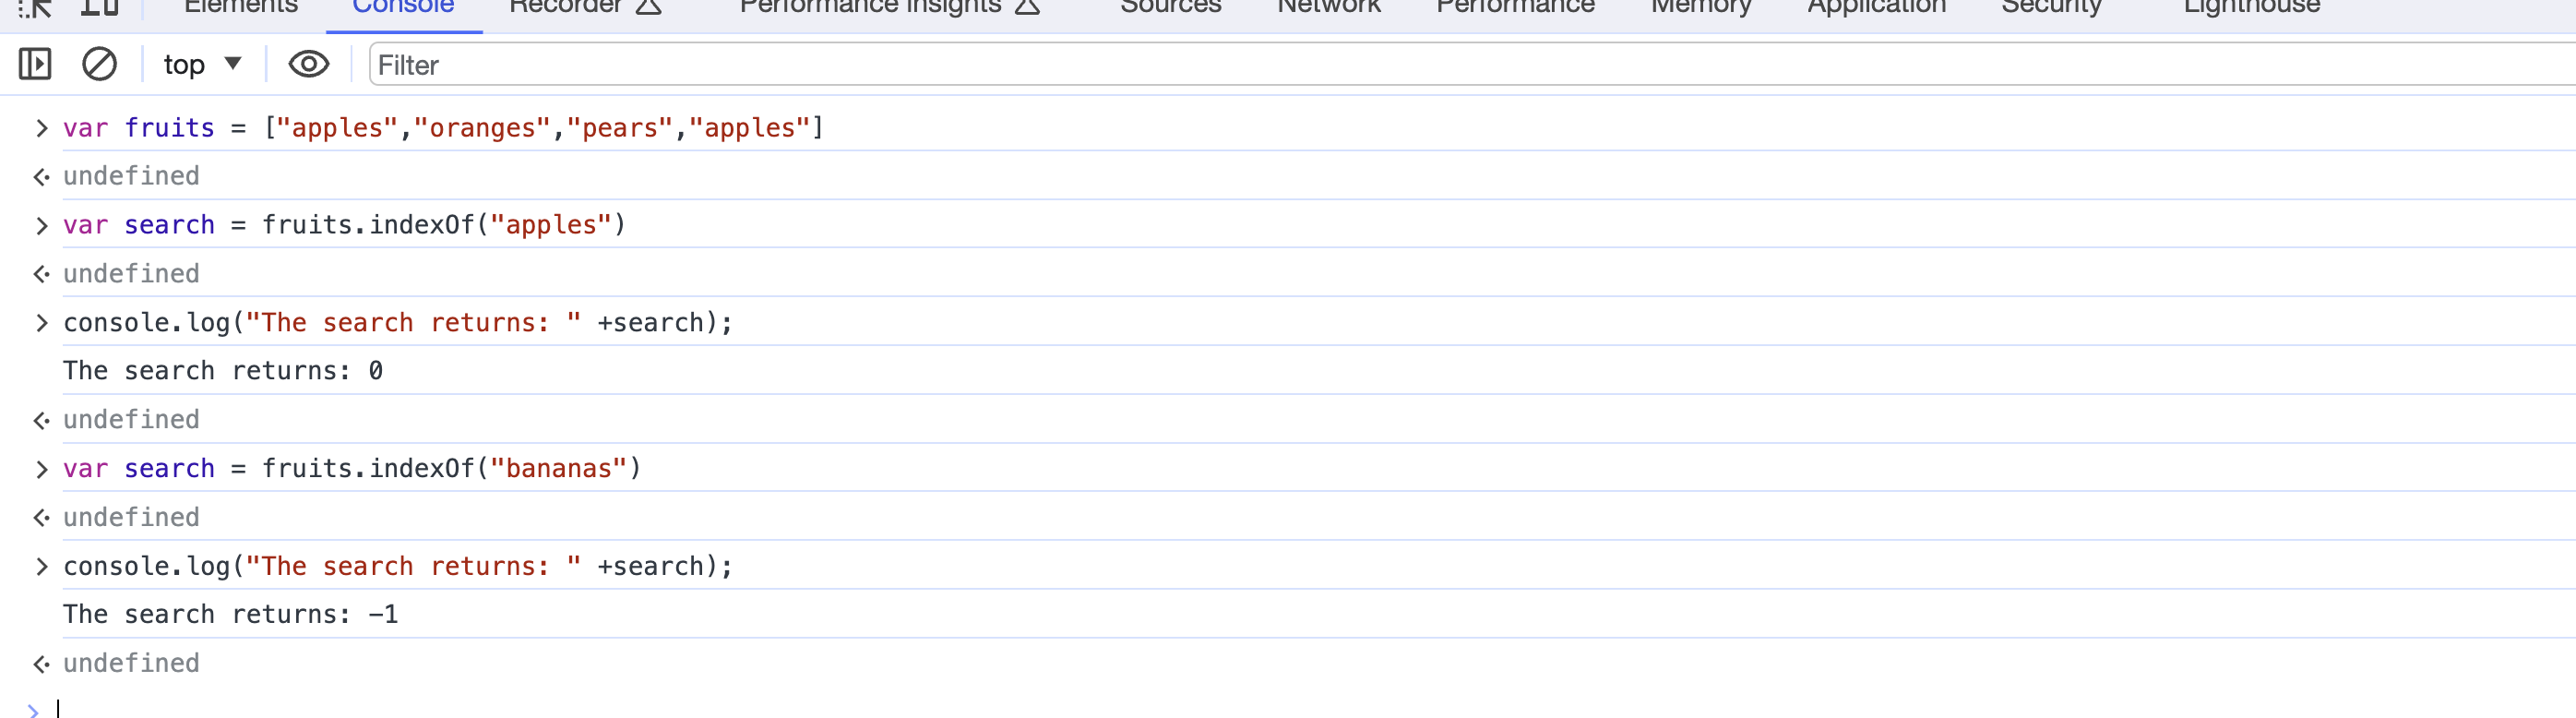 Elements Console Recorder Performance insights Sources Network Performance Memory Application Security Lighthouse
top Filter
var fruits = ["apples","oranges","pears","apples"]
undefined
var search = fruits.indexOf("apples")
undefined
console.log("The search returns: " +search);
The search returns: 0
undefined
var search = fruits.indexOf("bananas")
undefined
console.log("The search returns: " +search);
The search returns: -1
undefined